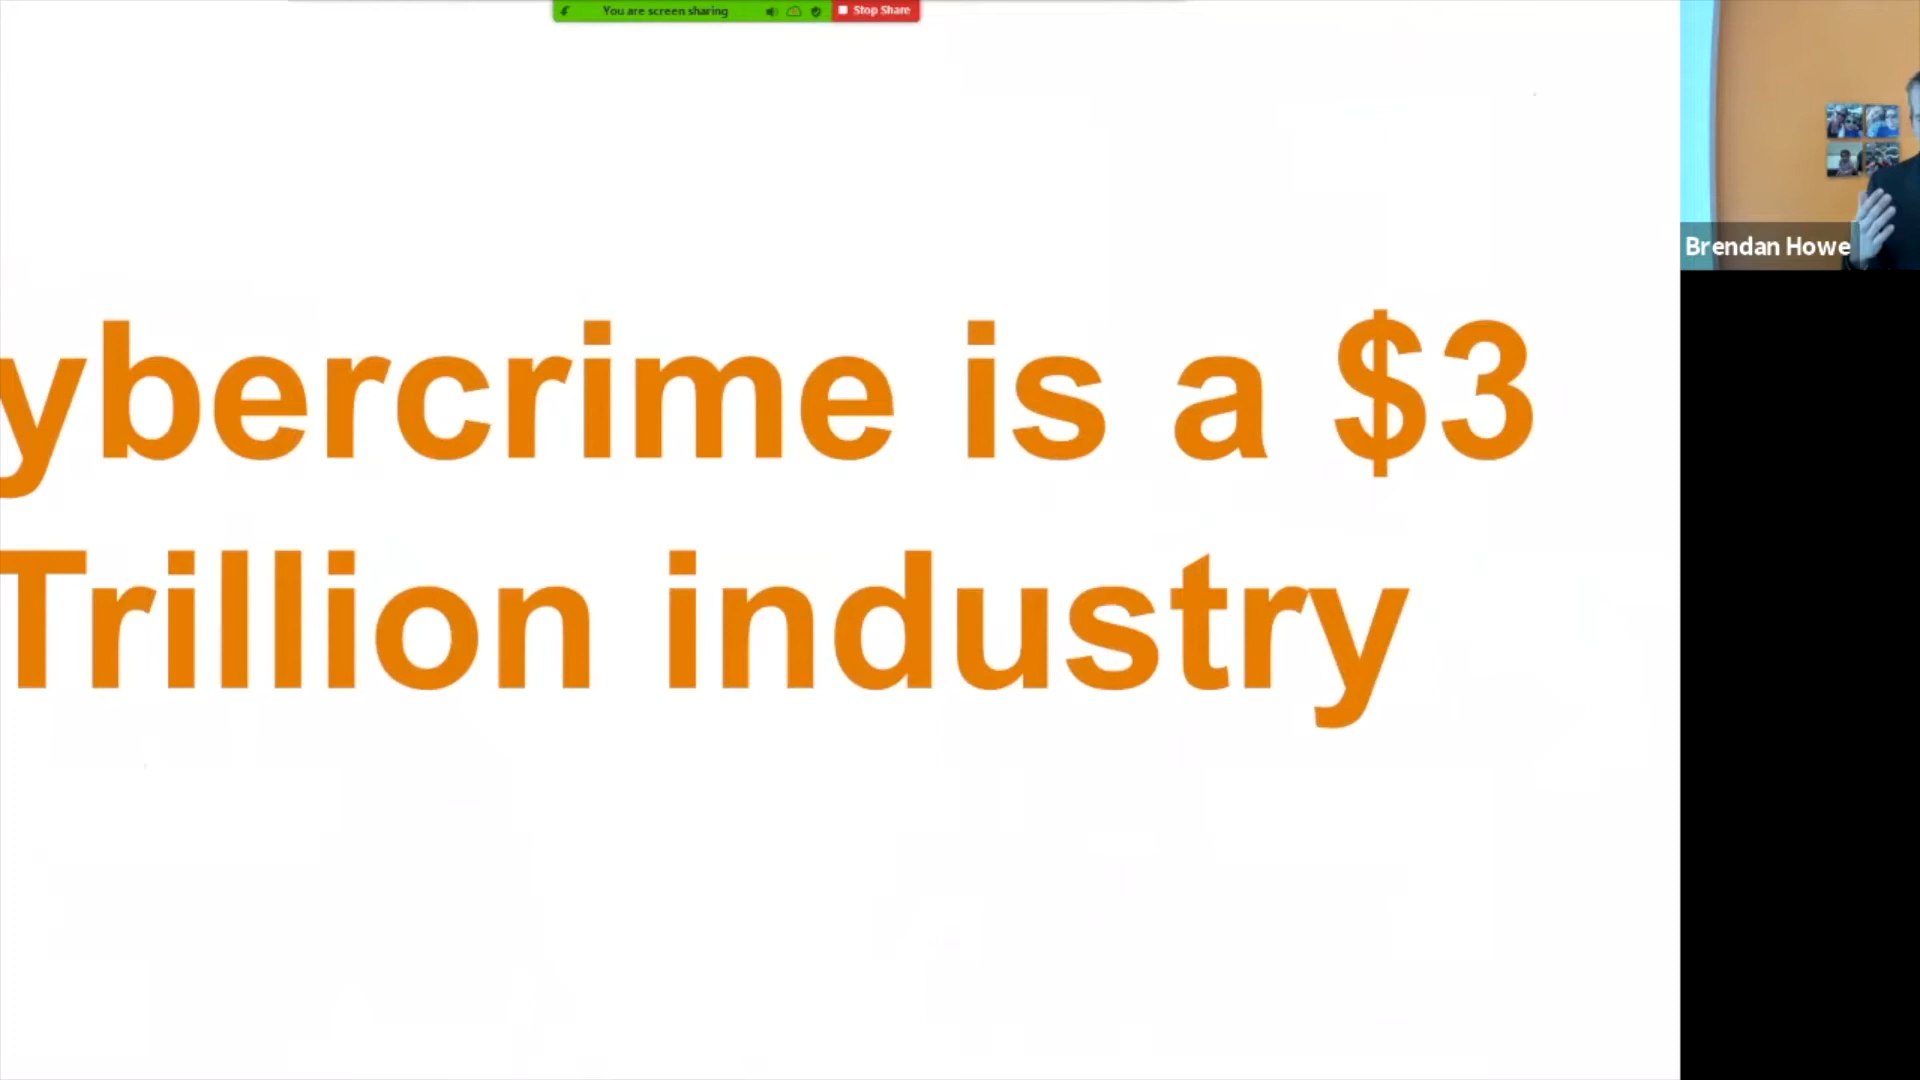 You are screen sharing
Stop Share
ybercrime is a $3
Trillion industry
Brendan Howe